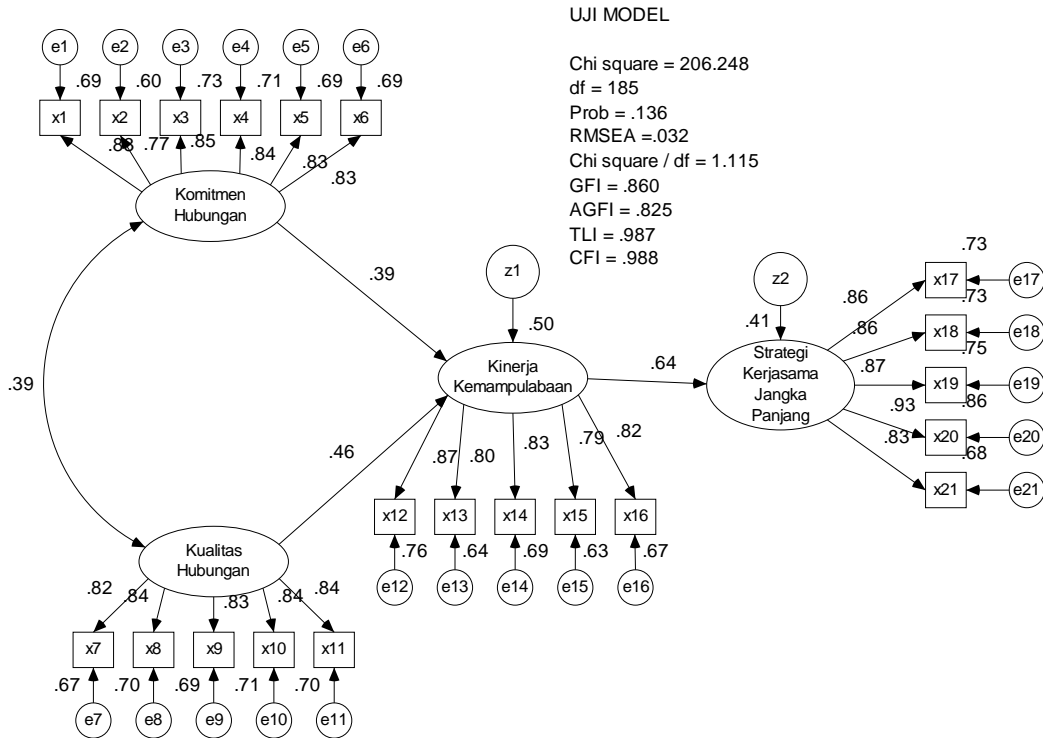 UJI MODEL
Chi square = 206.248
df = 185
Prob = .136
RMSEA =.032
Chi square / df = 1.115
GFI = .860
AGFI = .825
TLI = .987
CFI = .988
e1 e2 e3 e4 e5 e6
.69 .60 .73 .71 .69 .69
x1 x2 x3 x4 x5 x6
.77 .85 .84 .83 .83
Komitmen
Hubungan
.39
.39
.46
z1
.50
Kinerja
Kemampulabaan
.64
z2
.41
Strategi
Kerjasama
Jangka
Panjang
.86 .86 .87 .93 .83
.73 .73 .75 .86 .68
x17 e17
x18 e18
x19 e19
x20 e20
x21 e21
.87 .80 .83 .79 .82
x12 x13 x14 x15 x16
.76 .64 .69 .63 .67
e12 e13 e14 e15 e16
Kualitas
Hubungan
.82 .84 .83 .84 .84
x7 x8 x9 x10 x11
.67 .70 .69 .71 .70
e7 e8 e9 e10 e11